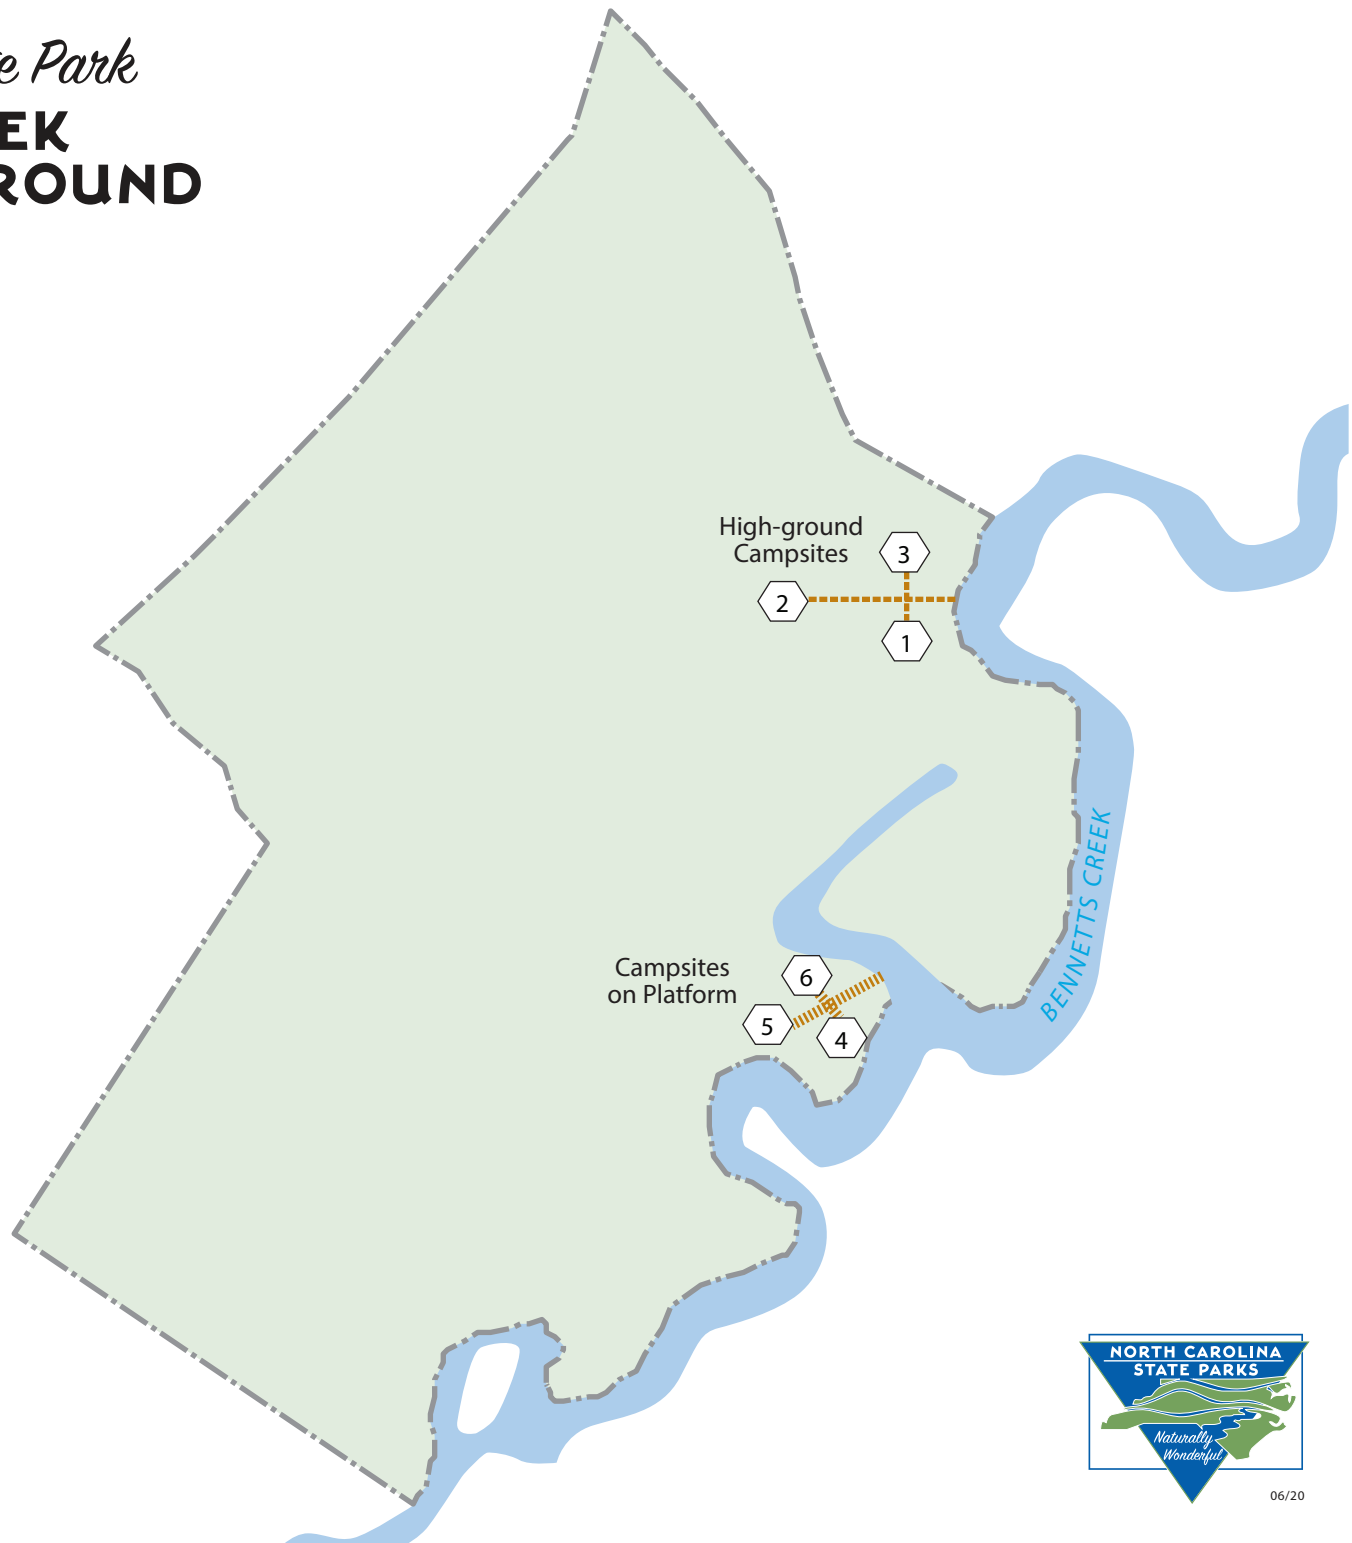 Park
EK
ROUND
High-ground
Campsites
3
2
1
BENNETTS CREEK
Campsites
on Platform
6
5
4
NORTH CAROLINA
STATE PARKS
Naturally
Wonderful
06/20